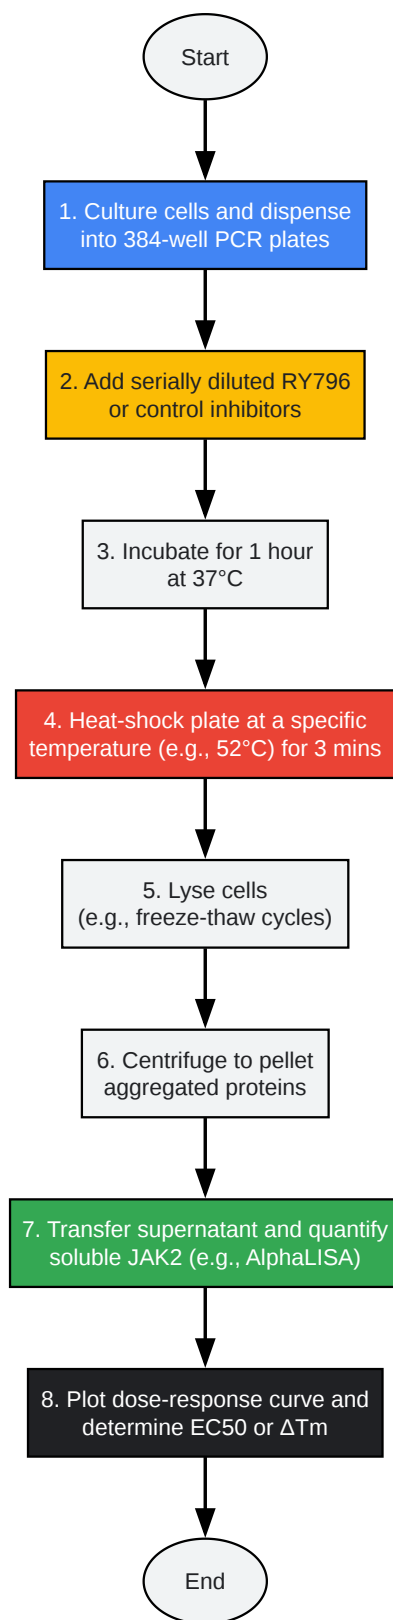 Start
1. Culture cells and dispense
into 384-well PCR plates
2. Add serially diluted RY796
or control inhibitors
3. Incubate for 1 hour
at 37°C
4. Heat-shock plate at a specific
temperature (e.g., 52°C) for 3 mins
5. Lyse cells
(e.g., freeze-thaw cycles)
6. Centrifuge to pellet
aggregated proteins
7. Transfer supernatant and quantify
soluble JAK2 (e.g., AlphaLISA)
8. Plot dose-response curve and
determine EC50 or ΔTm
End